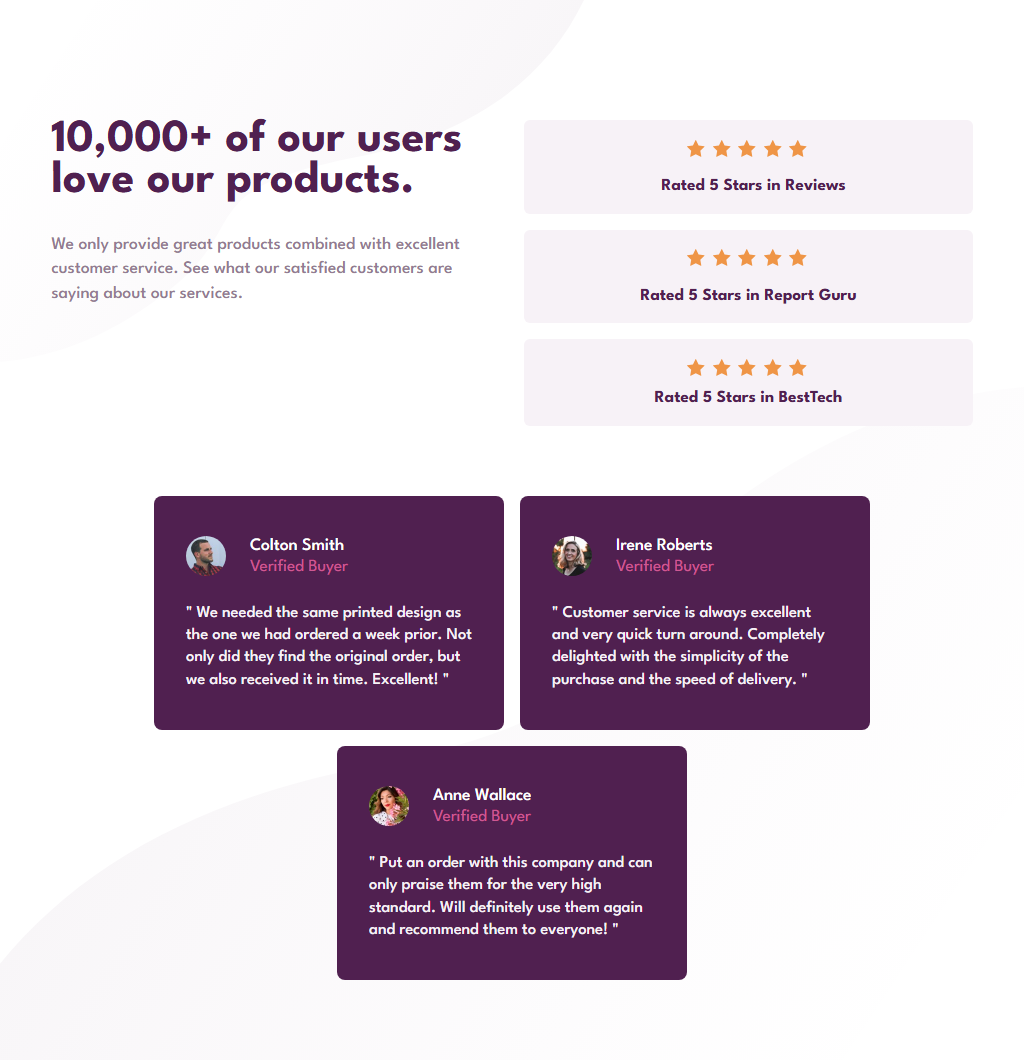 10,000+ of our users
love our products.
We only provide great products combined with excellent
customer service. See what our satisfied customers are
saying about our services.
Rated 5 Stars in Reviews
Rated 5 Stars in Report Guru
Rated 5 Stars in BestTech
Colton Smith
Verified Buyer
" We needed the same printed design as
the one we had ordered a week prior. Not
only did they find the original order, but
we also received it in time. Excellent! "
Irene Roberts
Verified Buyer
" Customer service is always excellent
and very quick turn around. Completely
delighted with the simplicity of the
purchase and the speed of delivery. "
Anne Wallace
Verified Buyer
" Put an order with this company and can
only praise them for the very high
standard. Will definitely use them again
and recommend them to everyone! "